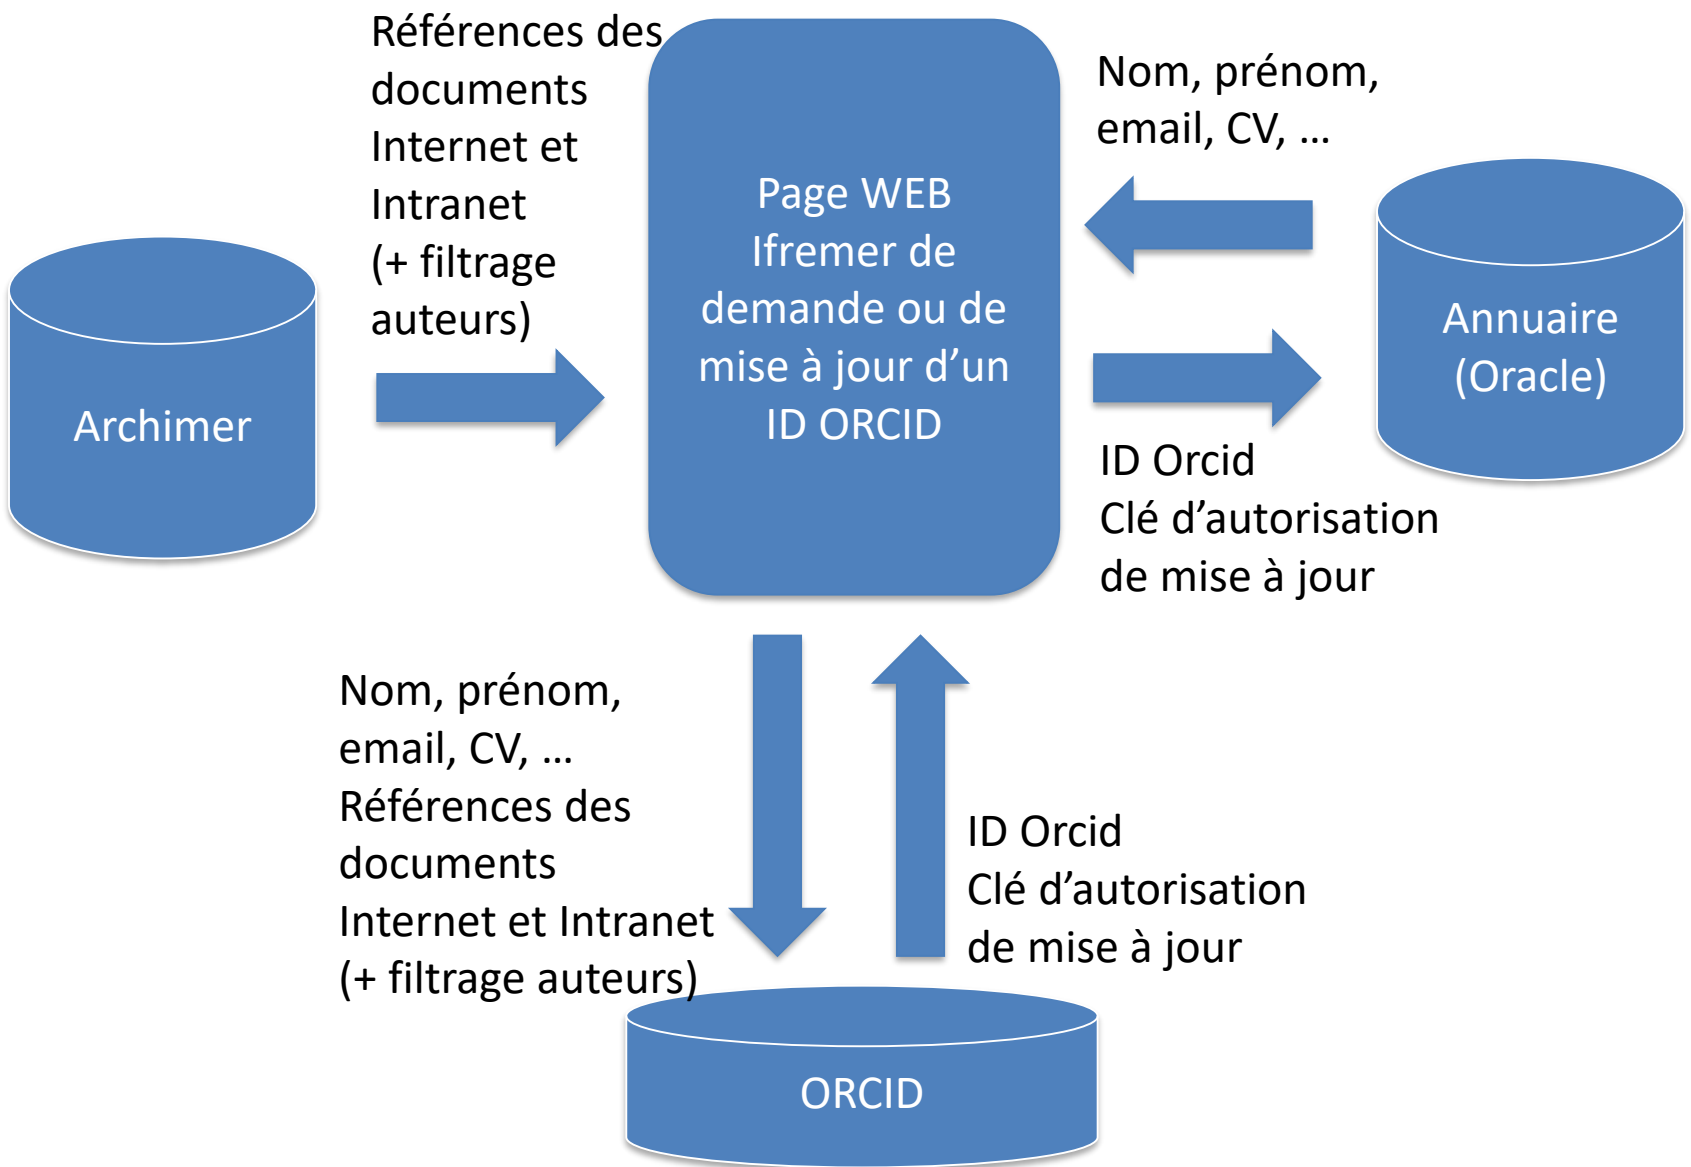 Références des
documents
Internet et
Intranet
(+ filtrage
auteurs)
Archimer
Page WEB
Ifremer de
demande ou de
mise à jour d’un
ID ORCID
Nom, prénom,
email, CV, …
Annuaire
(Oracle)
ID Orcid
Clé d’autorisation
de mise à jour
Nom, prénom,
email, CV, …
Références des
documents
Internet et Intranet
(+ filtrage auteurs)
ID Orcid
Clé d’autorisation
de mise à jour
ORCID